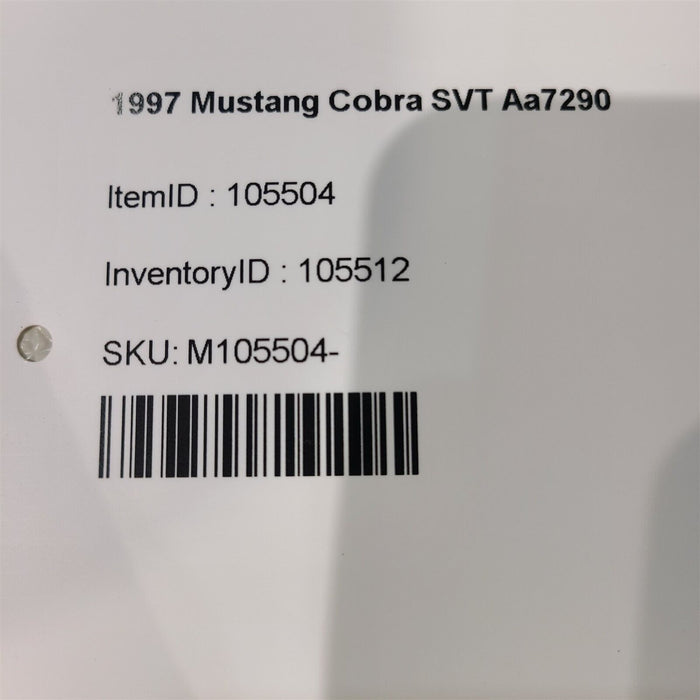 1997 Mustang Cobra SVT Aa7290
ItemID : 105504
InventoryID : 105512
SKU: M105504-